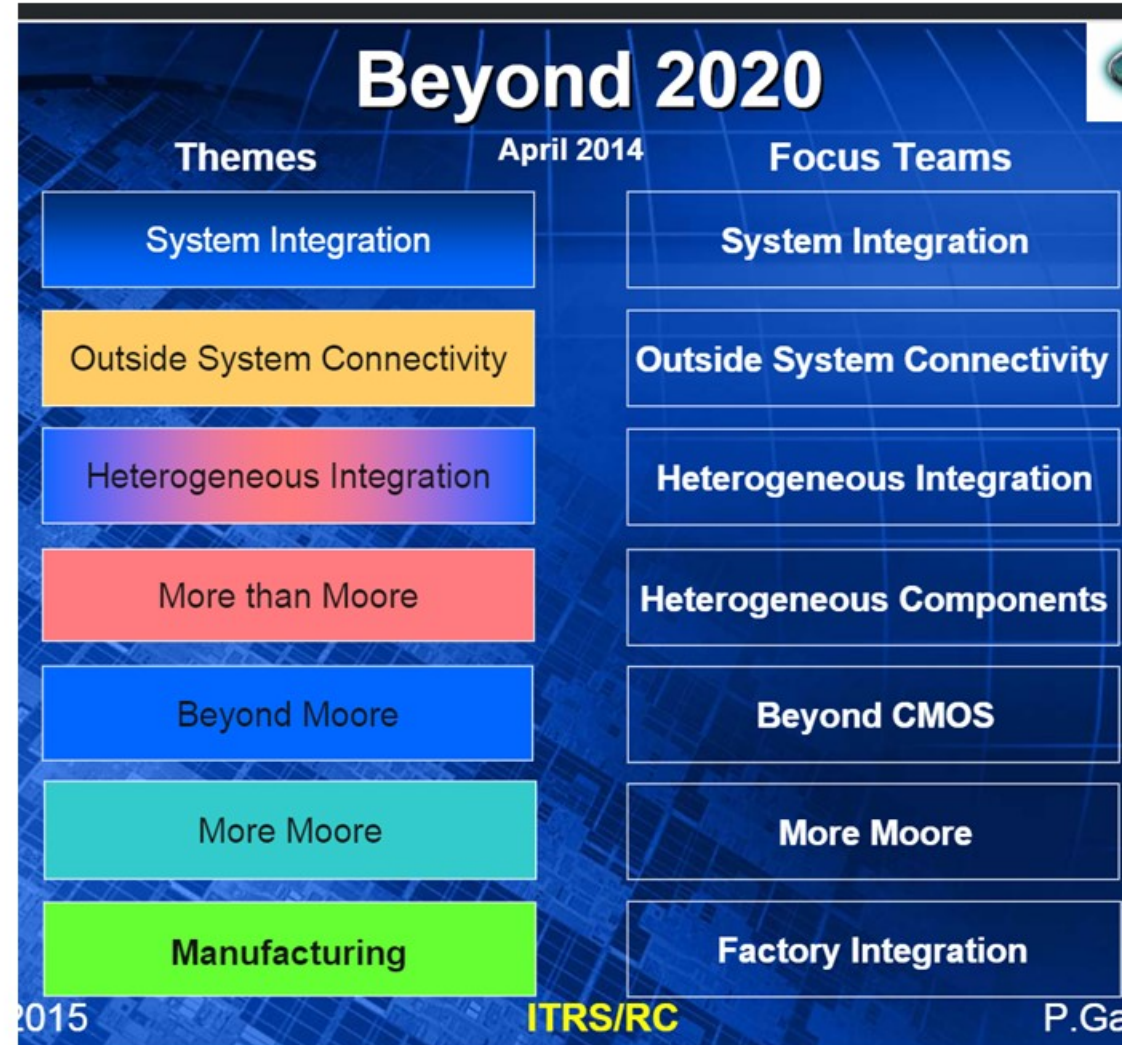 Beyond 2020
April 2014
Themes
Focus Teams
System Integration
System Integration
Outside System Connectivity
Outside System Connectivity
Heterogeneous Integration
Heterogeneous Integration
More than Moore
Heterogeneous Components
Beyond Moore
Beyond CMOS
More Moore
More Moore
Manufacturing
Factory Integration
2015
ITRS/RC
P.Ga